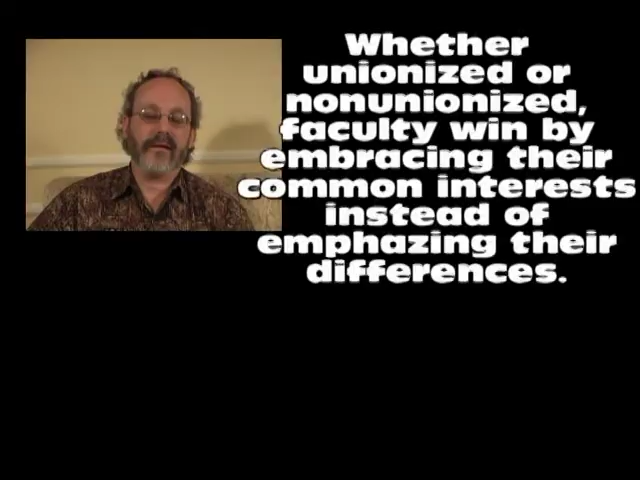 Whether
unionized or
nonunionized,
faculty win by
embracing their
common interests
instead of
emphazing their
differences.